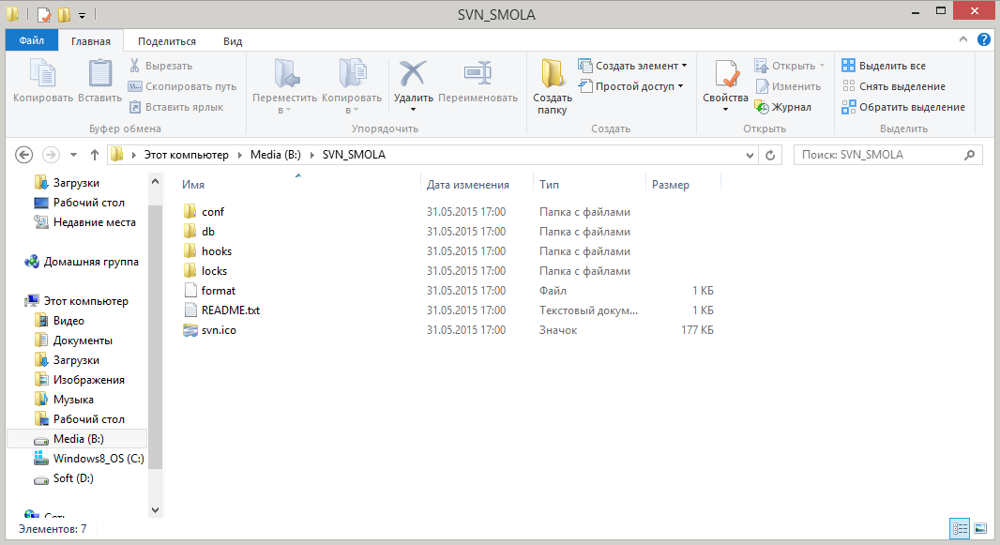 SVN_SMOLA
Файл Главная Поделиться Вид
Копировать Вставить Вырезать Скопировать путь Вставить ярлык
Буфер обмена
Переместить в Копировать в Удалить Переименовать
Упорядочить
Создать папку Создать элемент Простой доступ
Создать
Свойства Открыть Изменить Журнал
Открыть
Выделить все Снять выделение Обратить выделение
Выделить
Этот компьютер Media (B:) SVN_SMOLA
Поиск: SVN_SMOLA
Загрузки
Рабочий стол
Недавние места
Домашняя группа
Этот компьютер
Видео
Документы
Загрузки
Изображения
Музыка
Рабочий стол
Media (B:)
Windows8_OS (C:)
Soft (D:)
Сеть
Имя Дата изменения Тип Размер
conf 31.05.2015 17:00 Папка с файлами
db 31.05.2015 17:00 Папка с файлами
hooks 31.05.2015 17:00 Папка с файлами
locks 31.05.2015 17:00 Папка с файлами
format 31.05.2015 17:00 Файл 1 КБ
README.txt 31.05.2015 17:00 Текстовый докум... 1 КБ
svn.ico 31.05.2015 17:00 Значок 177 КБ
Элементов: 7